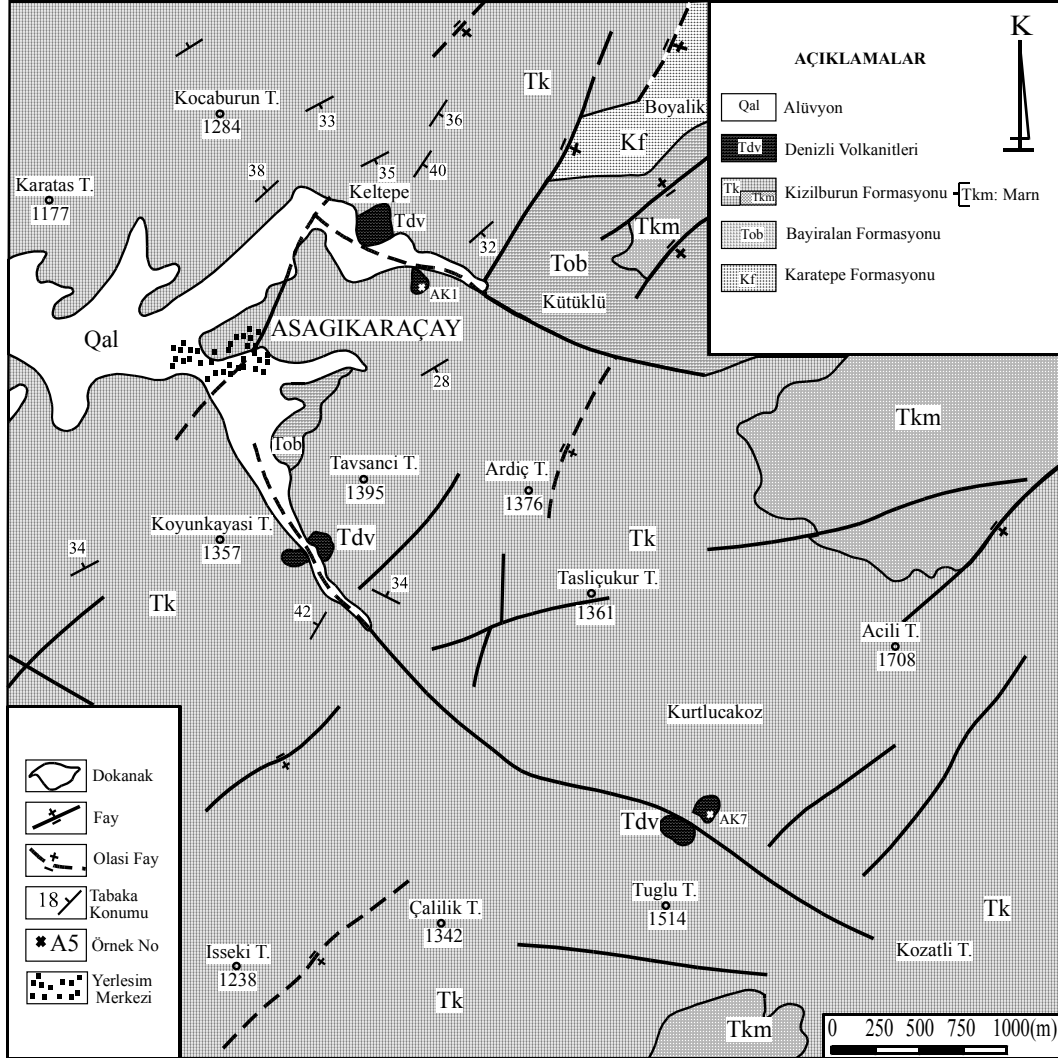 Kocaburun T.
1284
33
36
Tk
Boyalik
Kf
38
35
40
Karatas T.
1177
Keltepe
Tdv
32
Tkm
Tob
Kütüklü
AK1
Qal
ASAGIKARAÇAY
28
Tkm
Tob
Tavsanci T.
1395
Ardiç T.
1376
Koyunkayasi T.
1357
Tdv
Tk
34
34
Tasliçukur T.
1361
Tk
42
Acili T.
1708
Kurtlucakoz
Tdv
AK7
Tuglu T.
1514
Çalilik T.
1342
Tk
Kozatli T.
Isseki T.
1238
Tk
Tkm
K
AÇIKLAMALAR
Qal Alüvyon
Tdv Denizli Volkanitleri
Tk Tkm Kizilburun Formasyonu Tkm: Marn
Tob Bayiralan Formasyonu
Kf Karatepe Formasyonu
Dokanak
Fay
Olasi Fay
18 Tabaka
Konumu
A5 Örnek No
Yerlesim
Merkezi
0 250 500 750 1000(m)